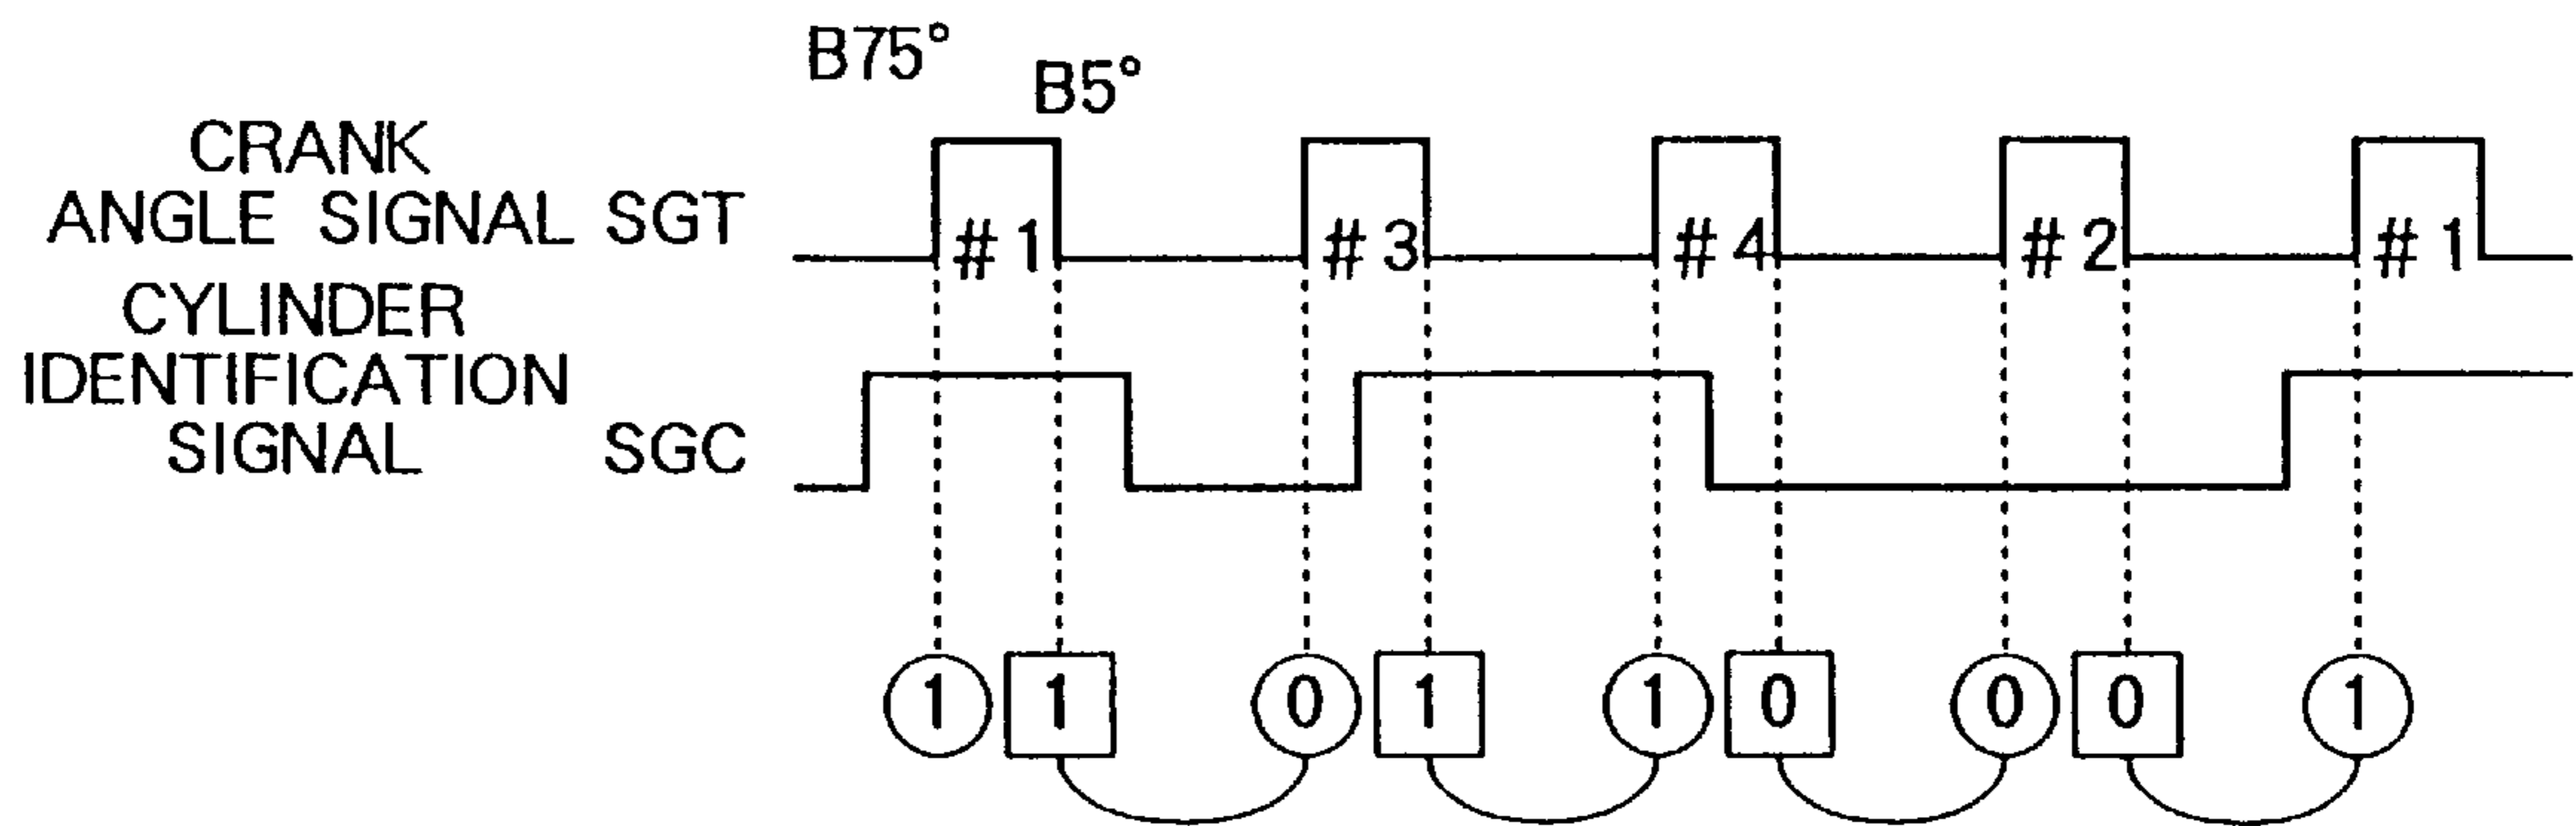 B75°
B5°
CRANK
ANGLE SIGNAL SGT
#1 #3 #4 #2 #1
CYLINDER
IDENTIFICATION
SIGNAL SGC
1 1 0 1 1 0 0 0 1